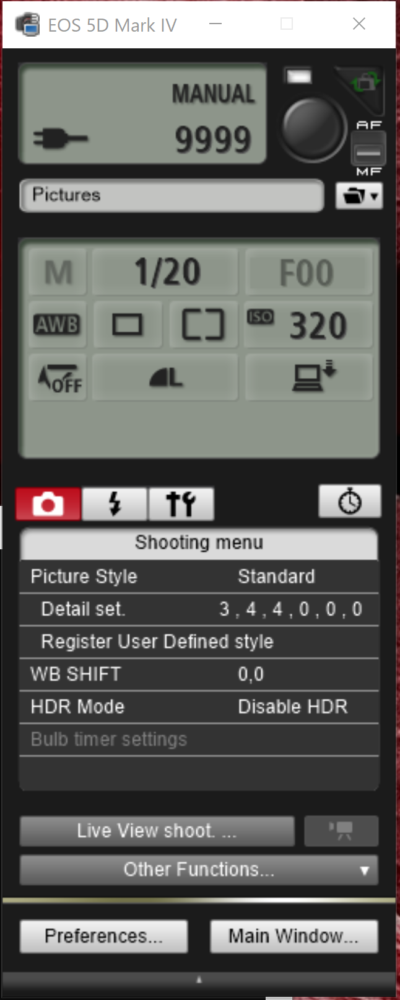 EOS 5D Mark IV
MANUAL
9999
AF
MF
Pictures
M 1/20 F00
AWB ISO 320
OFF L
Shooting menu
Picture Style Standard
Detail set. 3 , 4 , 4 , 0 , 0 , 0
Register User Defined style
WB SHIFT 0,0
HDR Mode Disable HDR
Bulb timer settings
Live View shoot. ...
Other Functions...
Preferences... Main Window...